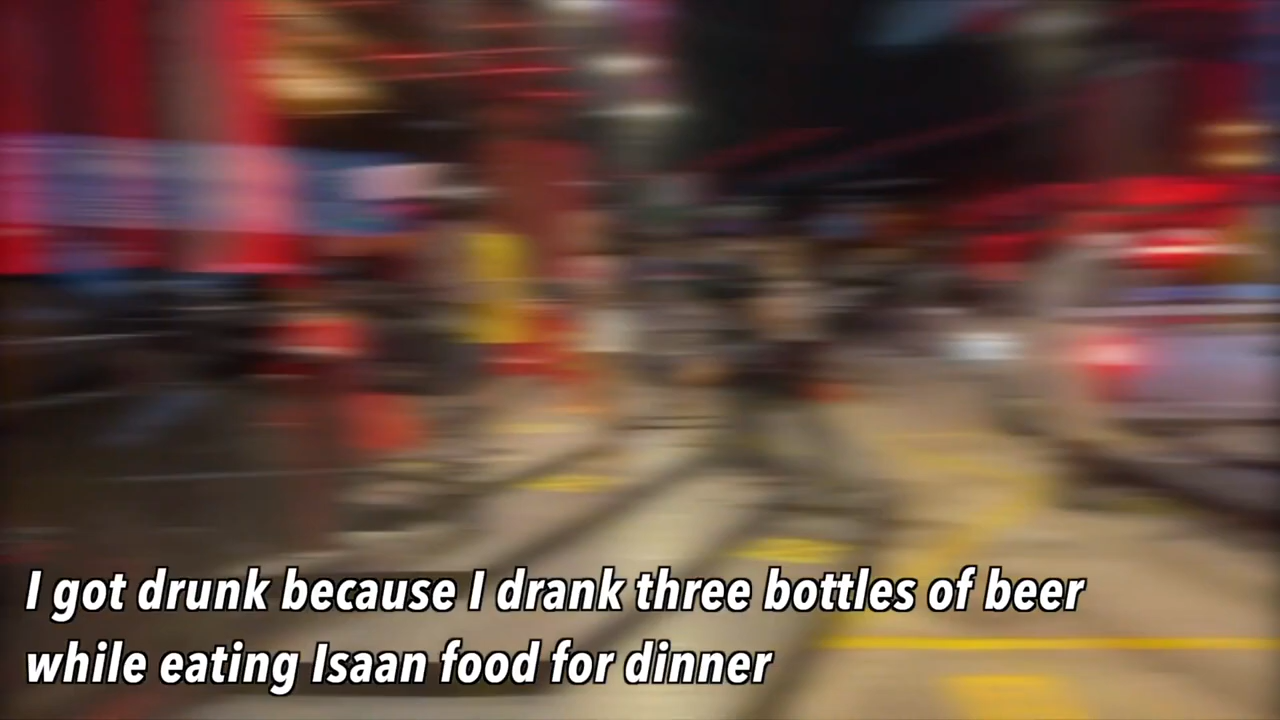 I got drunk because I drank three bottles of beer
while eating Isaan food for dinner